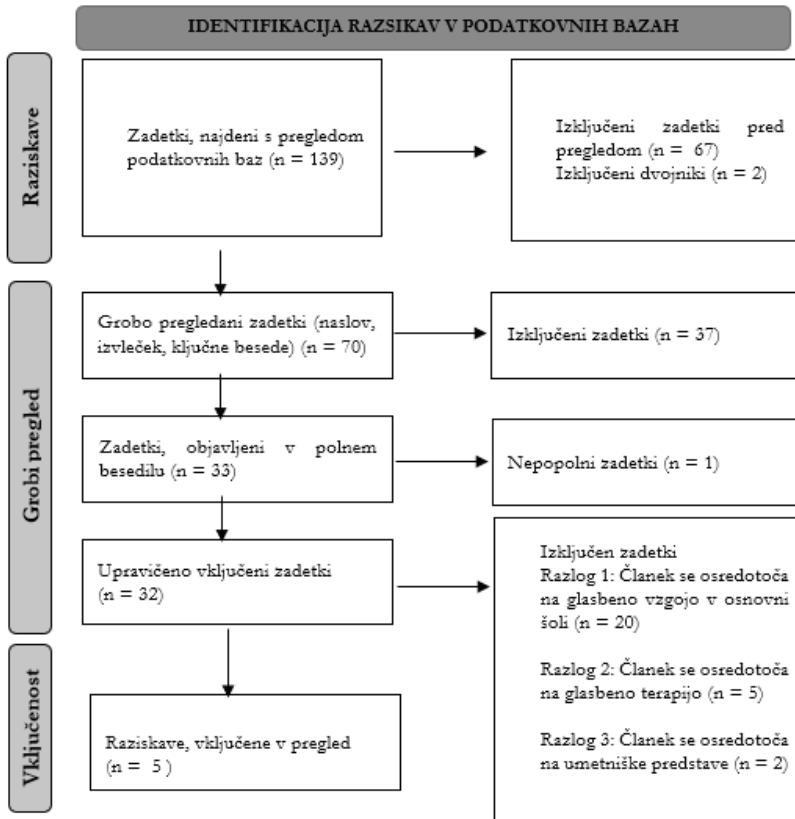 IDENTIFIKACIJA RAZSIKAV V PODATKOVNIH BAZAH
Raziskave
Zadetki, najdeni s pregledom
podatkovnih baz (n = 139)
Izključeni zadetki pred
pregledom (n = 67)
Izključeni dvojniki (n = 2)
Grobi pregled
Grobo pregledani zadetki (naslov,
izvleček, ključne besede) (n = 70)
Izključeni zadetki (n = 37)
Zadetki, objavljeni v polnem
besedilu (n = 33)
Nepopolni zadetki (n = 1)
Upravičeno vključeni zadetki
(n = 32)
Izključen zadetki
Razlog 1: Članek se osredotoča
na glasbeno vzgojo v osnovni
šoli (n = 20)
Razlog 2: Članek se osredotoča
na glasbeno terapijo (n = 5)
Razlog 3: Članek se osredotoča
na umetniške predstave (n = 2)
Vključenost
Raziskave, vključene v pregled
(n = 5 )